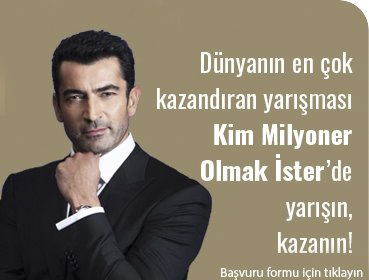 Dünyanın en çok
kazandıran yarışması
Kim Milyoner
Olmak İster'de
yarışın,
kazanın!
Başvuru formu için tıklayın